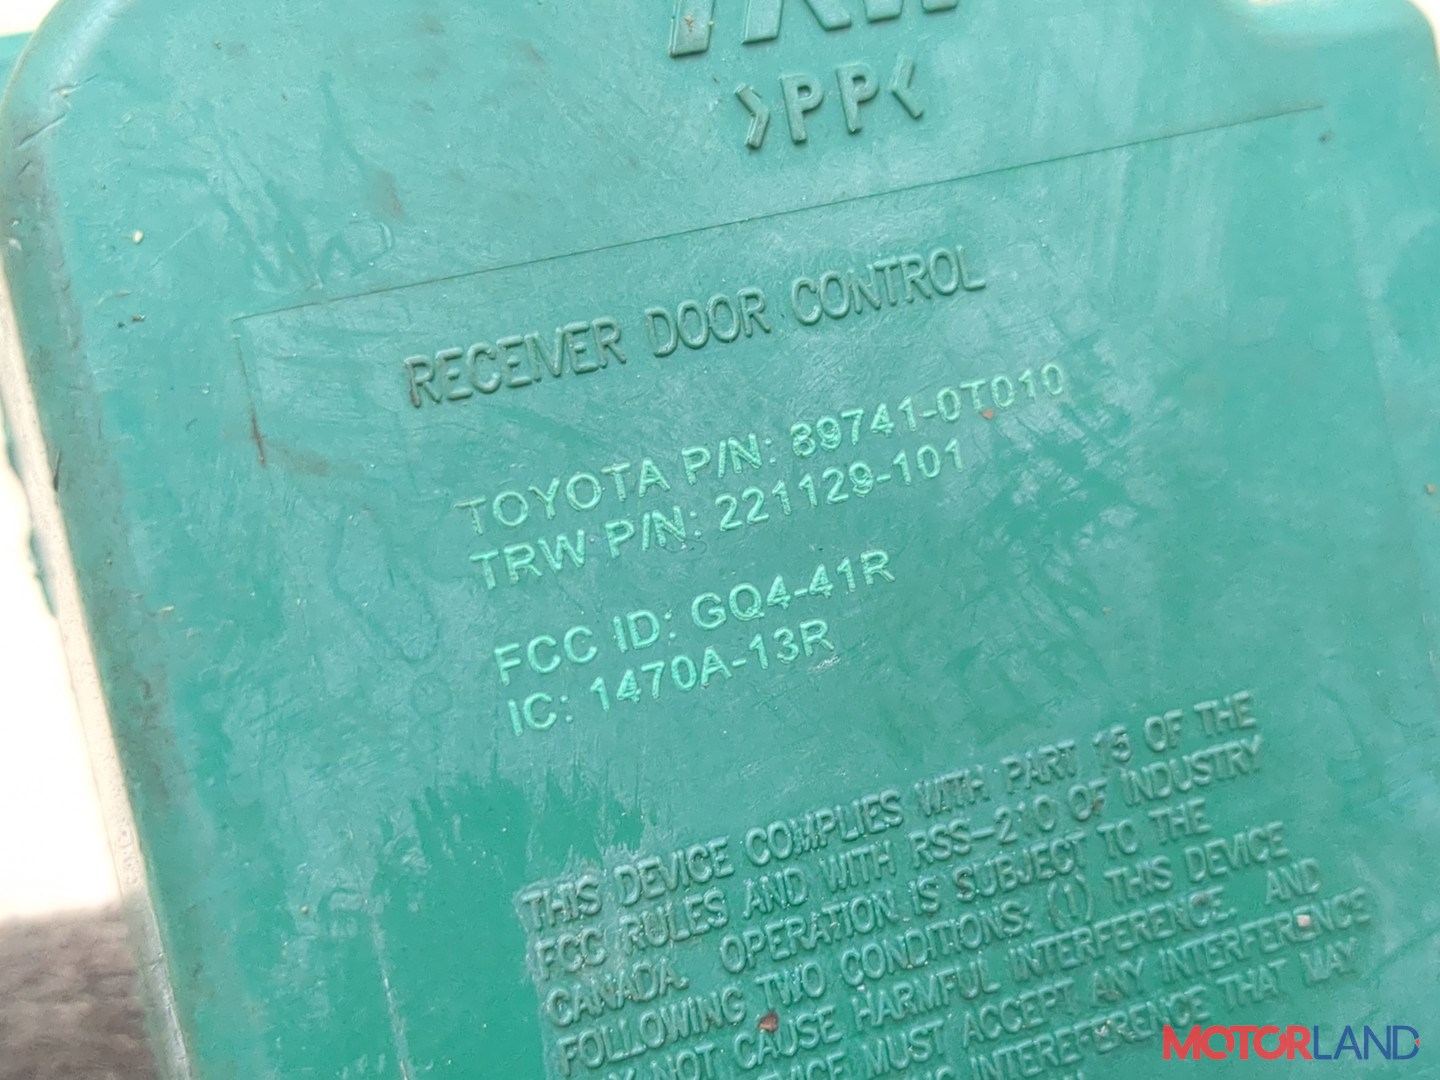 TRW
>PP<
RECEIVER DOOR CONTROL
TOYOTA P/N: 89741-0T010
TRW P/N: 221129-101
FCC ID: GQ4-41R
IC: 1470A-13R
THIS DEVICE COMPLIES WITH PART 15 OF THE
FCC RULES AND WITH RSS-210 OF INDUSTRY
CANADA. OPERATION IS SUBJECT TO THE
FOLLOWING TWO CONDITIONS: (1) THIS DEVICE
NOT CAUSE HARMFUL INTERFERENCE. AND
MUST ACCEPT ANY INTERFERENCE
INTERFERENCE THAT MAY
MOTORLAND